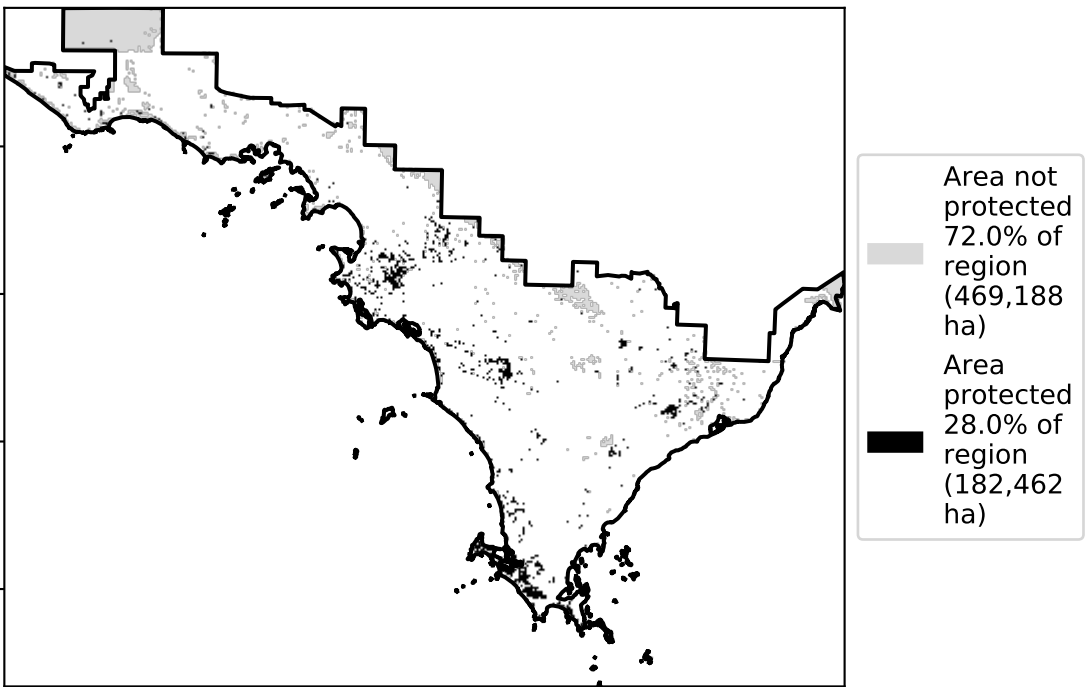 Area not
protected
72.0% of
region
(469,188
ha)
Area
protected
28.0% of
region
(182,462
ha)